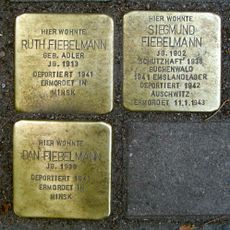 HIER WOHNTE
RUTH FIEBELMANN
GEB. ADLER
JG. 1913
DEPORTIERT 1941
ERMORDET IN
MINSK
HIER WOHNTE
SIEGMUND
FIEBELMANN
JG. 1902
SCHUTZHAFT 1938
BUCHENWALD
1941 EMSLANDLAGER
DEPORTIERT 1942
AUSCHWITZ
ERMORDET 11.1.1943
HIER WOHNTE
DAN FIEBELMANN
JG.
DEPORTIERT 1941
ERMORDET IN
MINSK